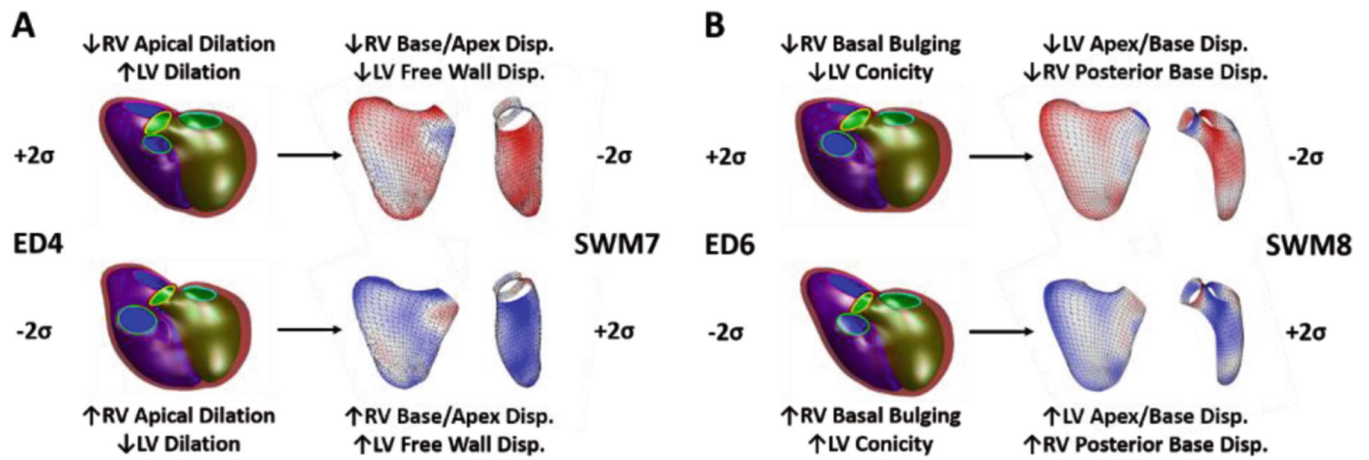 A
↓RV Apical Dilation
↑LV Dilation
↓RV Base/Apex Disp.
↓LV Free Wall Disp.
+2σ
-2σ
ED4
SWM7
-2σ
+2σ
↑RV Apical Dilation
↓LV Dilation
↑RV Base/Apex Disp.
↑LV Free Wall Disp.
B
↓RV Basal Bulging
↓LV Conicity
↓LV Apex/Base Disp.
↓RV Posterior Base Disp.
+2σ
-2σ
ED6
SWM8
-2σ
+2σ
↑RV Basal Bulging
↑LV Conicity
↑LV Apex/Base Disp.
↑RV Posterior Base Disp.